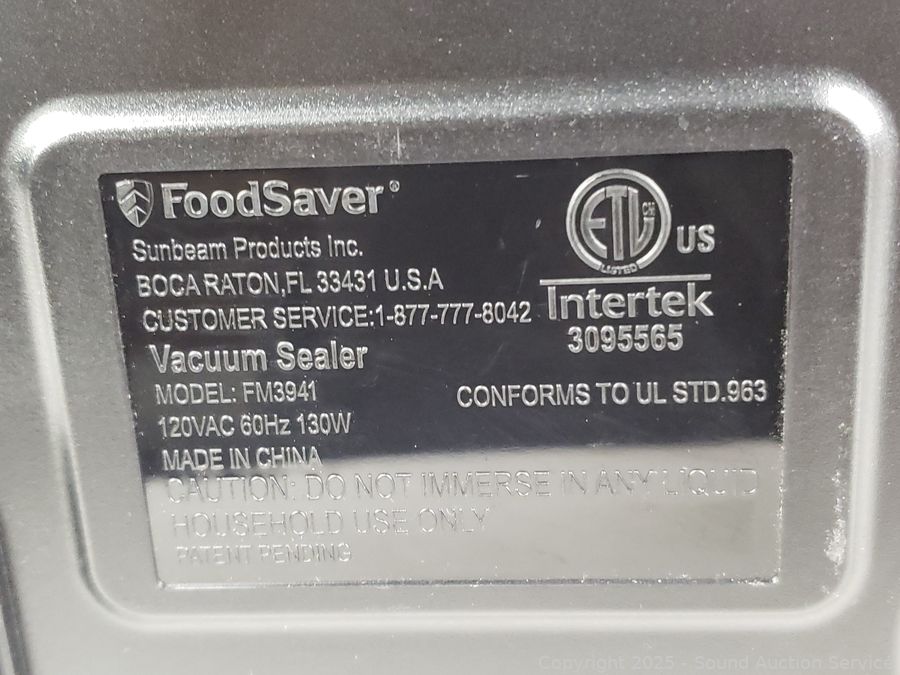 FoodSaver®
Sunbeam Products Inc.
BOCA RATON,FL 33431 U.S.A
CUSTOMER SERVICE:1-877-777-8042
Vacuum Sealer
MODEL: FM3941
120VAC 60Hz 130W
MADE IN CHINA
CAUTION: DO NOT IMMERSE IN ANY LIQUID
HOUSEHOLD USE ONLY
PATENT PENDING
ETL CM US
LISTED
Intertek
3095565
CONFORMS TO UL STD.963
Copyright 2025 - Sound Auction Service